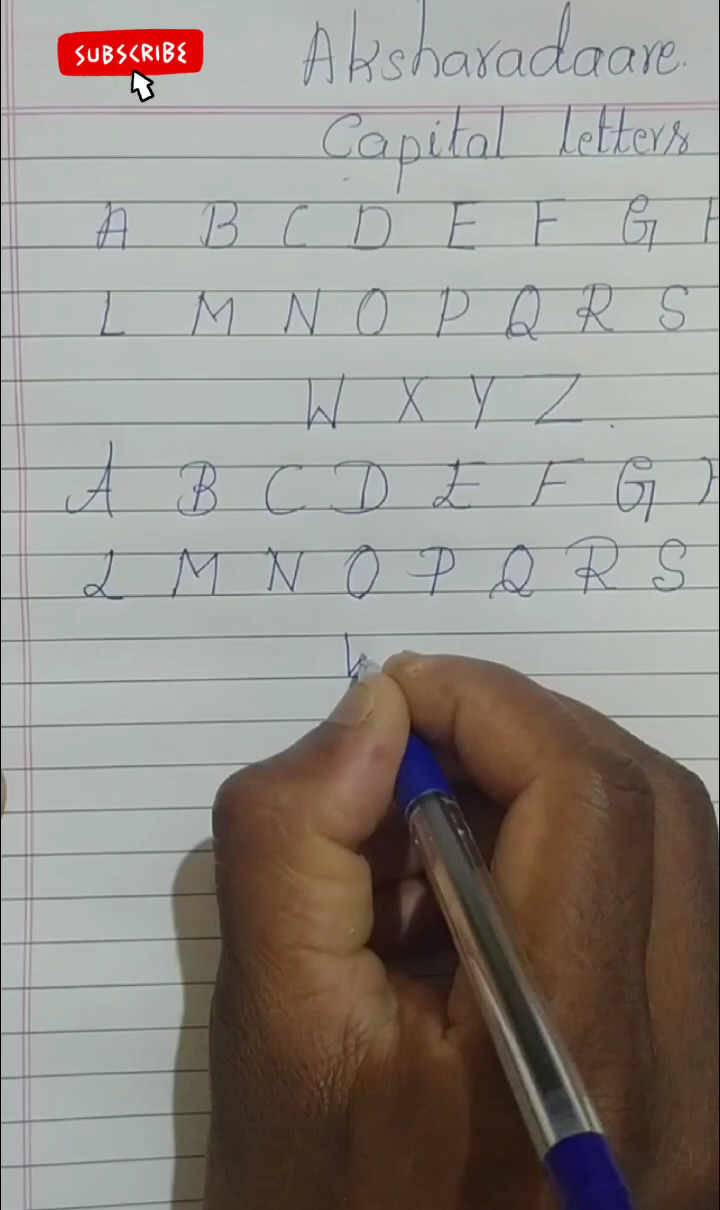 SUBSCRIBE
Aksharadaare.
Capital letters
A B C D E F G
L M N O P Q R S
W X Y Z .
A B C D E F G
L M N O P Q R S